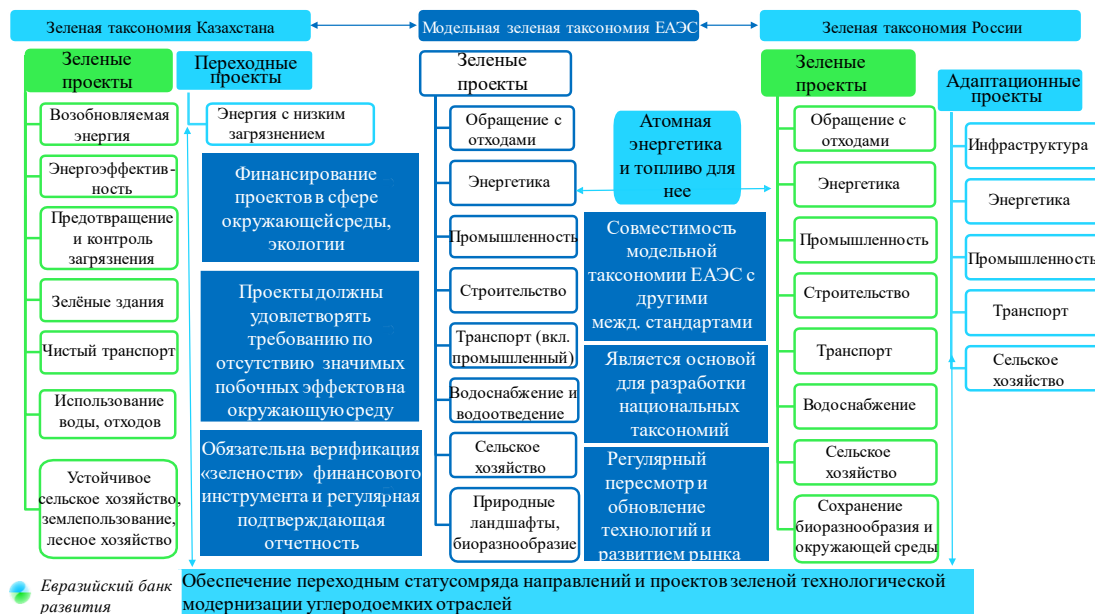 Зеленая таксономия Казахстана
Модельная зеленая таксономия ЕАЭС
Зеленая таксономия России
Зеленые
проекты
Возобновляемая
энергия
Энергоэффектив-
ность
Предотвращение
и контроль
загрязнения
Зелёные здания
Чистый транспорт
Использование
воды, отходов
Устойчивое
сельское хозяйство,
землепользование,
лесное хозяйство
Переходные
проекты
Энергия с низким
загрязнением
Финансирование
проектов в сфере
окружающей среды,
экологии
Проекты должны
удовлетворять
требованию по
отсутствию значимых
побочных эффектов на
окружающую среду
Обязательна верификация
«зелености» финансового
инструмента и регулярная
подтверждающая
отчетность
Зеленые
проекты
Обращение с
отходами
Энергетика
Промышленность
Строительство
Транспорт (вкл.
промышленный)
Водоснабжение и
водоотведение
Сельское
хозяйство
Природные
ландшафты,
биоразнообразие
Атомная
энергетика
и топливо для
нее
Совместимость
модельной
таксономии ЕАЭС с
другими
межд. стандартами
Является основой
для разработки
национальных
таксономий
Регулярный
пересмотр и
обновление
технологий и
развитием рынка
Зеленые
проекты
Обращение с
отходами
Энергетика
Промышленность
Строительство
Транспорт
Водоснабжение
Сельское
хозяйство
Сохранение
биоразнообразия и
окружающей среды
Адаптационные
проекты
Инфраструктура
Энергетика
Промышленность
Транспорт
Сельское
хозяйство
Евразийский банк
развития
Обеспечение переходным статусомряда направлений и проектов зеленой технологической
модернизации углеродоемких отраслей